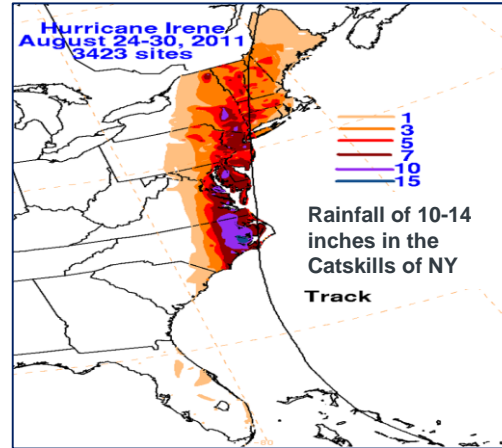 Hurricane Irene
August 24-30, 2011
3423 sites
1
3
5
7
10
15
Rainfall of 10-14
inches in the
Catskills of NY
Track